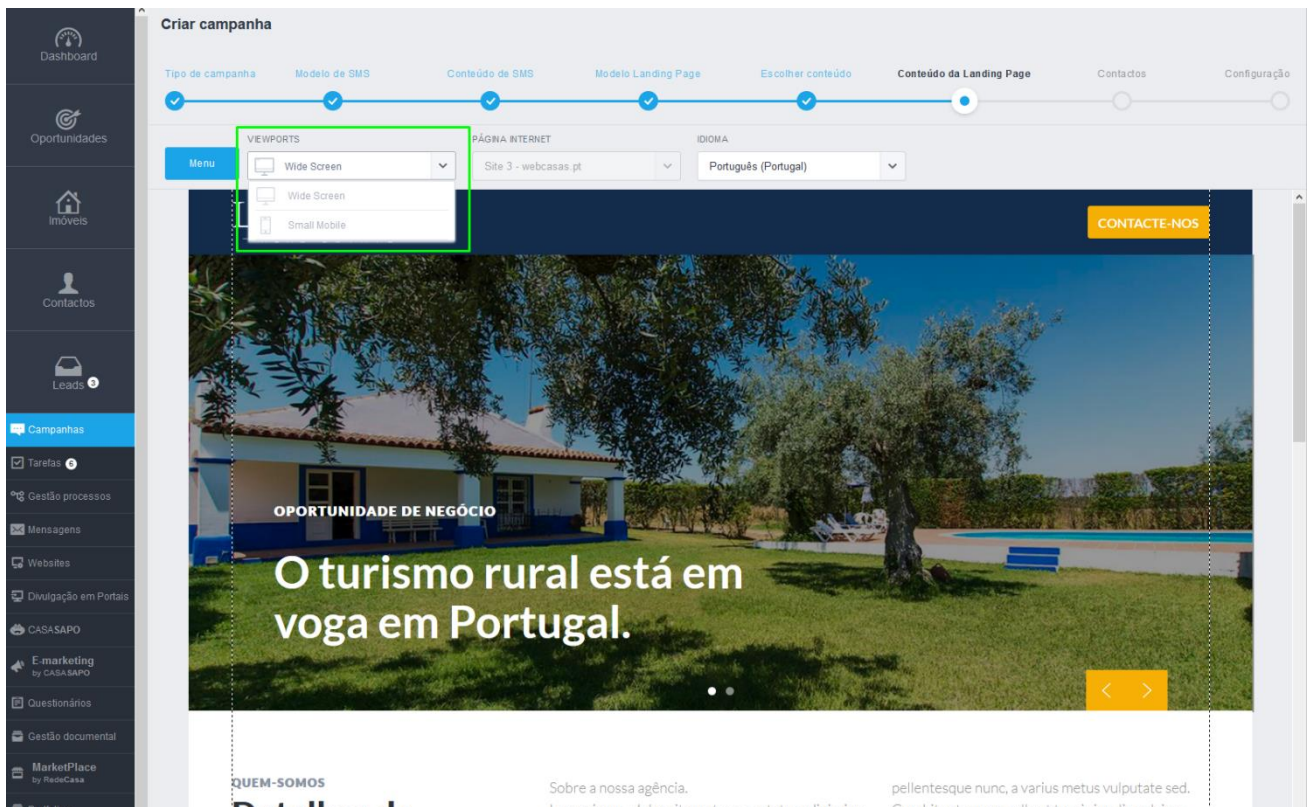 Criar campanha
Dashboard
Oportunidades
Imóveis
Contactos
Leads 3
Campanhas
Tarefas 6
Gestão processos
Mensagens
Websites
Divulgação em Portais
CASASAPO
E-marketing
by CASASAPO
Questionários
Gestão documental
MarketPlace
by RedeCasa
Tipo de campanha Modelo de SMS Conteúdo de SMS Modelo Landing Page Escolher conteúdo Conteúdo da Landing Page Contactos Configuração
VIEWPORTS PÁGINA INTERNET IDIOMA
Menu Wide Screen Site 3 - webcasas.pt Português (Portugal)
Wide Screen
Small Mobile
CONTACTE-NOS
OPORTUNIDADE DE NEGÓCIO
O turismo rural está em
voga em Portugal.
QUEM-SOMOS
Sobre a nossa agência.
pellentesque nunc, a varius metus vulputate sed.